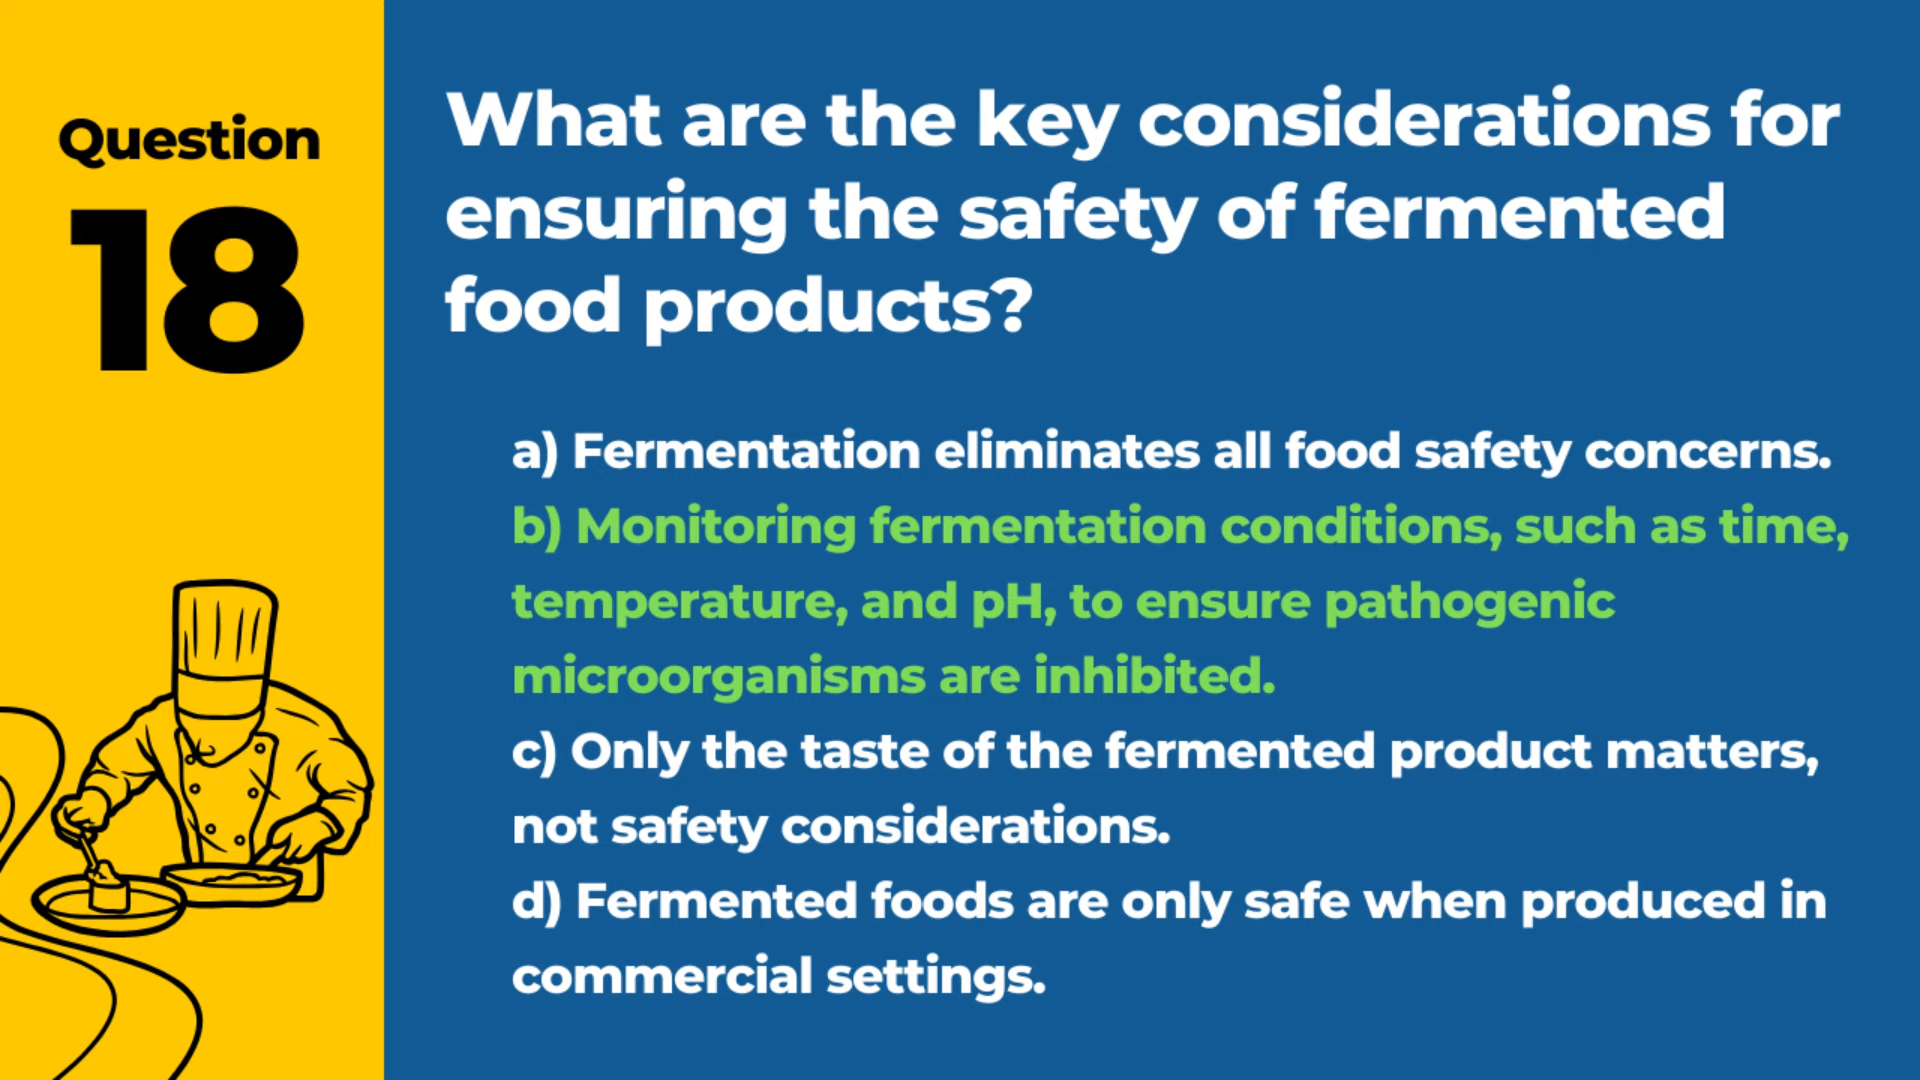 Question
18
What are the key considerations for
ensuring the safety of fermented
food products?
a) Fermentation eliminates all food safety concerns.
b) Monitoring fermentation conditions, such as time,
temperature, and pH, to ensure pathogenic
microorganisms are inhibited.
c) Only the taste of the fermented product matters,
not safety considerations.
d) Fermented foods are only safe when produced in
commercial settings.